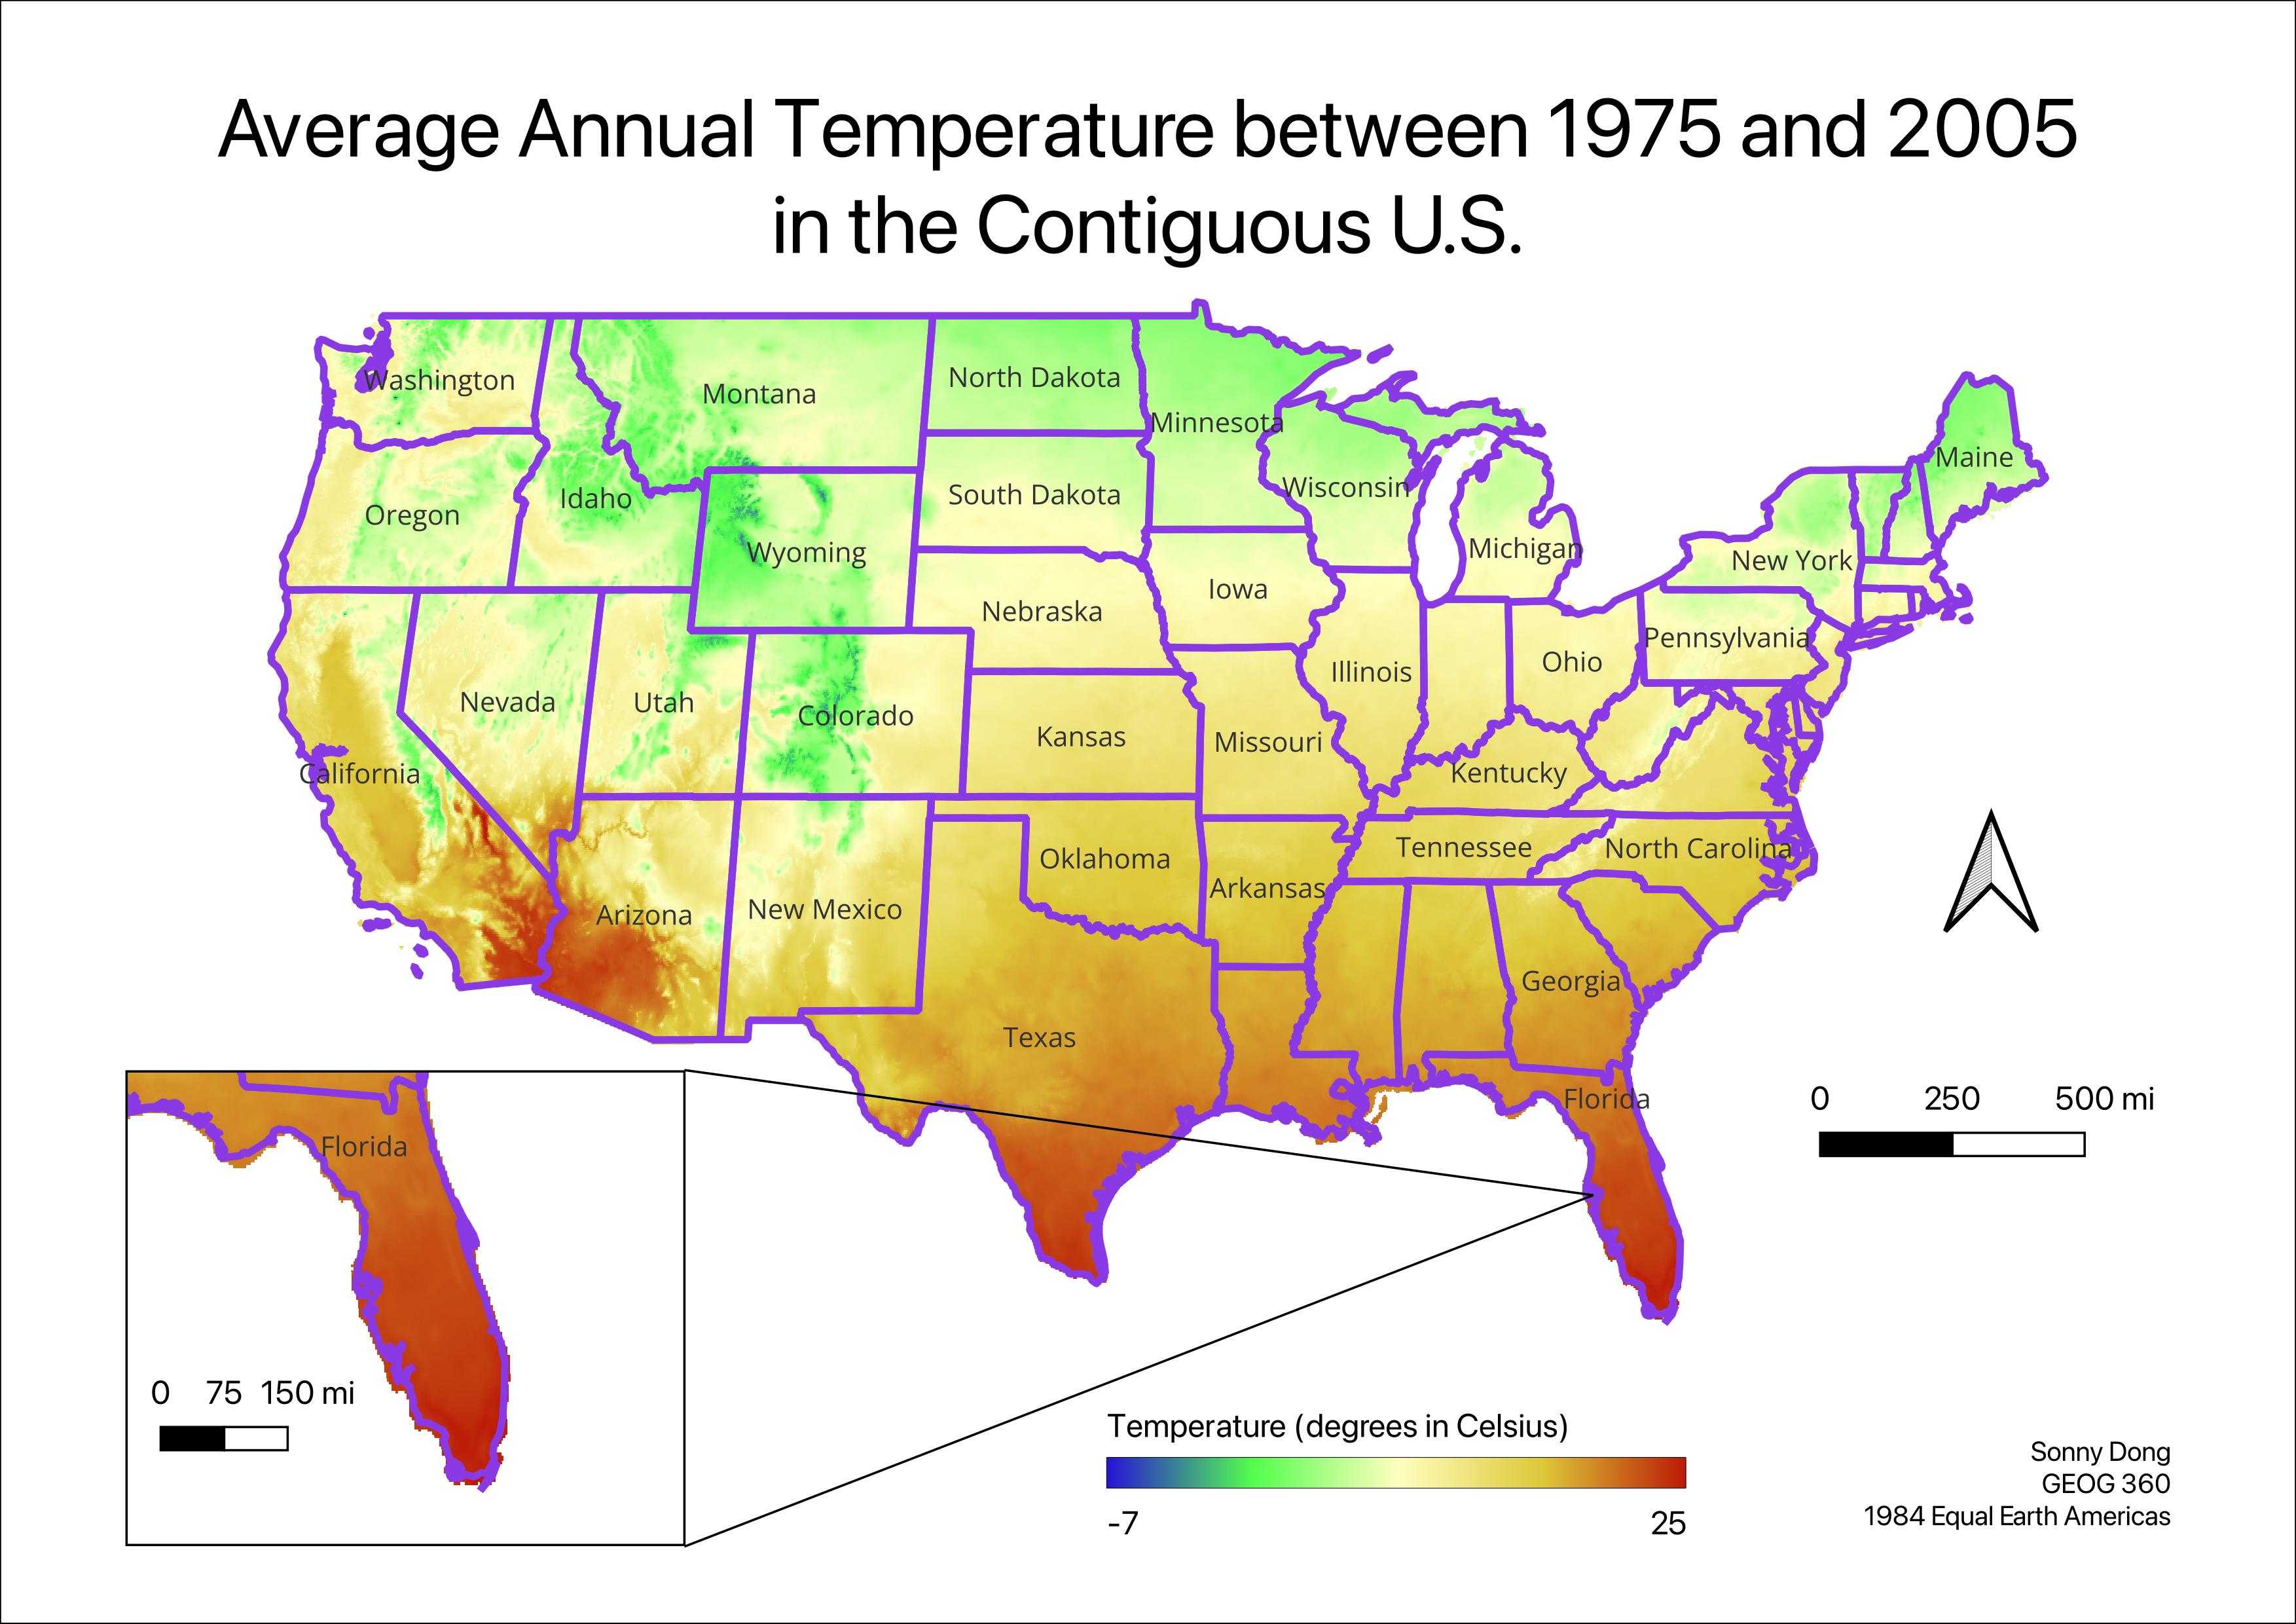 Average Annual Temperature between 1975 and 2005
in the Contiguous U.S.
Washington
Montana
North Dakota
Minnesota
Maine
Oregon
Idaho
South Dakota
Wisconsin
Wyoming
Michigan
New York
Iowa
Nebraska
Pennsylvania
Nevada
Utah
Colorado
Illinois
Ohio
Kansas
Missouri
California
Kentucky
Oklahoma
Tennessee
North Carolina
Arkansas
Arizona
New Mexico
Georgia
Texas
Florida
0 250 500 mi
Florida
0 75 150 mi
Temperature (degrees in Celsius)
-7 25
Sonny Dong
GEOG 360
1984 Equal Earth Americas